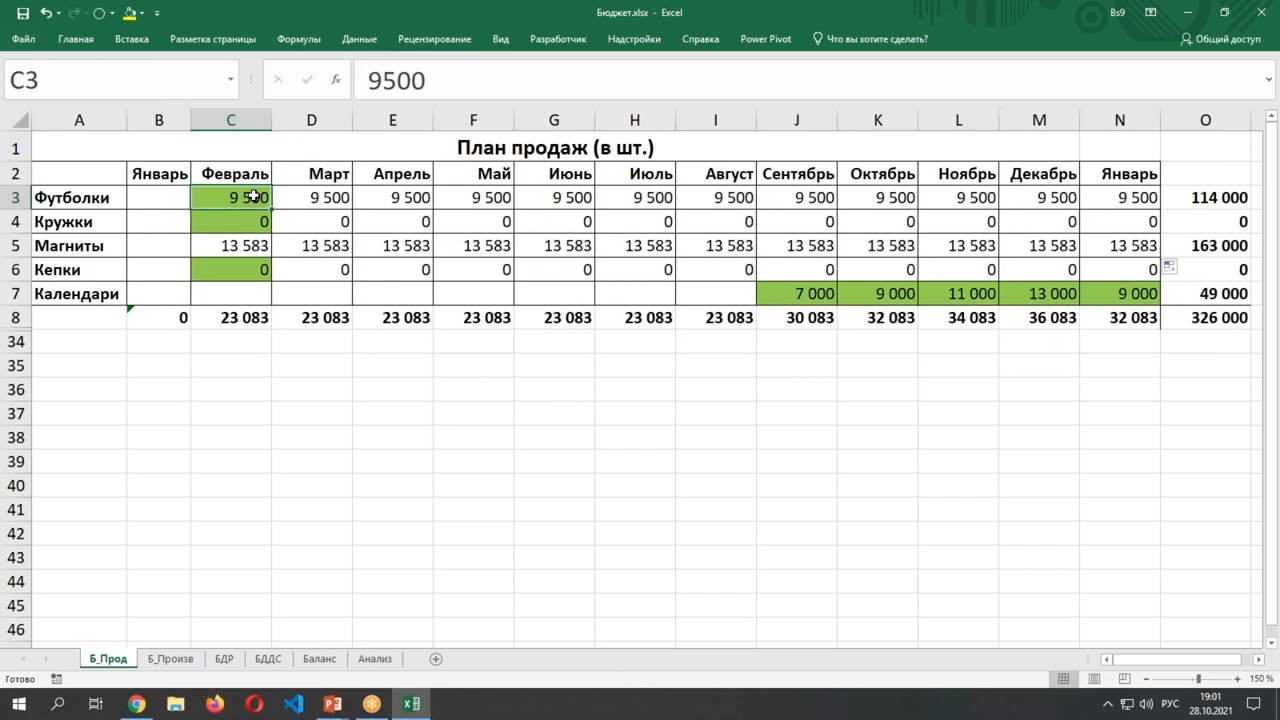 Бюджет.xlsx - Excel
Bs9
Файл Главная Вставка Разметка страницы Формулы Данные Рецензирование Вид Разработчик Надстройки Справка Power Pivot Что вы хотите сделать? Общий доступ
C3 fx 9500
A B C D E F G H I J K L M N O
1 План продаж (в шт.)
2 Январь Февраль Март Апрель Май Июнь Июль Август Сентябрь Октябрь Ноябрь Декабрь Январь
3 Футболки 9 500 9 500 9 500 9 500 9 500 9 500 9 500 9 500 9 500 9 500 9 500 9 500 114 000
4 Кружки 0 0 0 0 0 0 0 0 0 0 0 0 0
5 Магниты 13 583 13 583 13 583 13 583 13 583 13 583 13 583 13 583 13 583 13 583 13 583 13 583 163 000
6 Кепки 0 0 0 0 0 0 0 0 0 0 0 0 0
7 Календари 7 000 9 000 11 000 13 000 9 000 49 000
8 0 23 083 23 083 23 083 23 083 23 083 23 083 23 083 30 083 32 083 34 083 36 083 32 083 326 000
34
35
36
37
38
39
40
41
42
43
44
45
46
Б_Прод Б_Произв БДР БДДС Баланс Анализ
Готово 150 %
РУС 19:01
28.10.2021